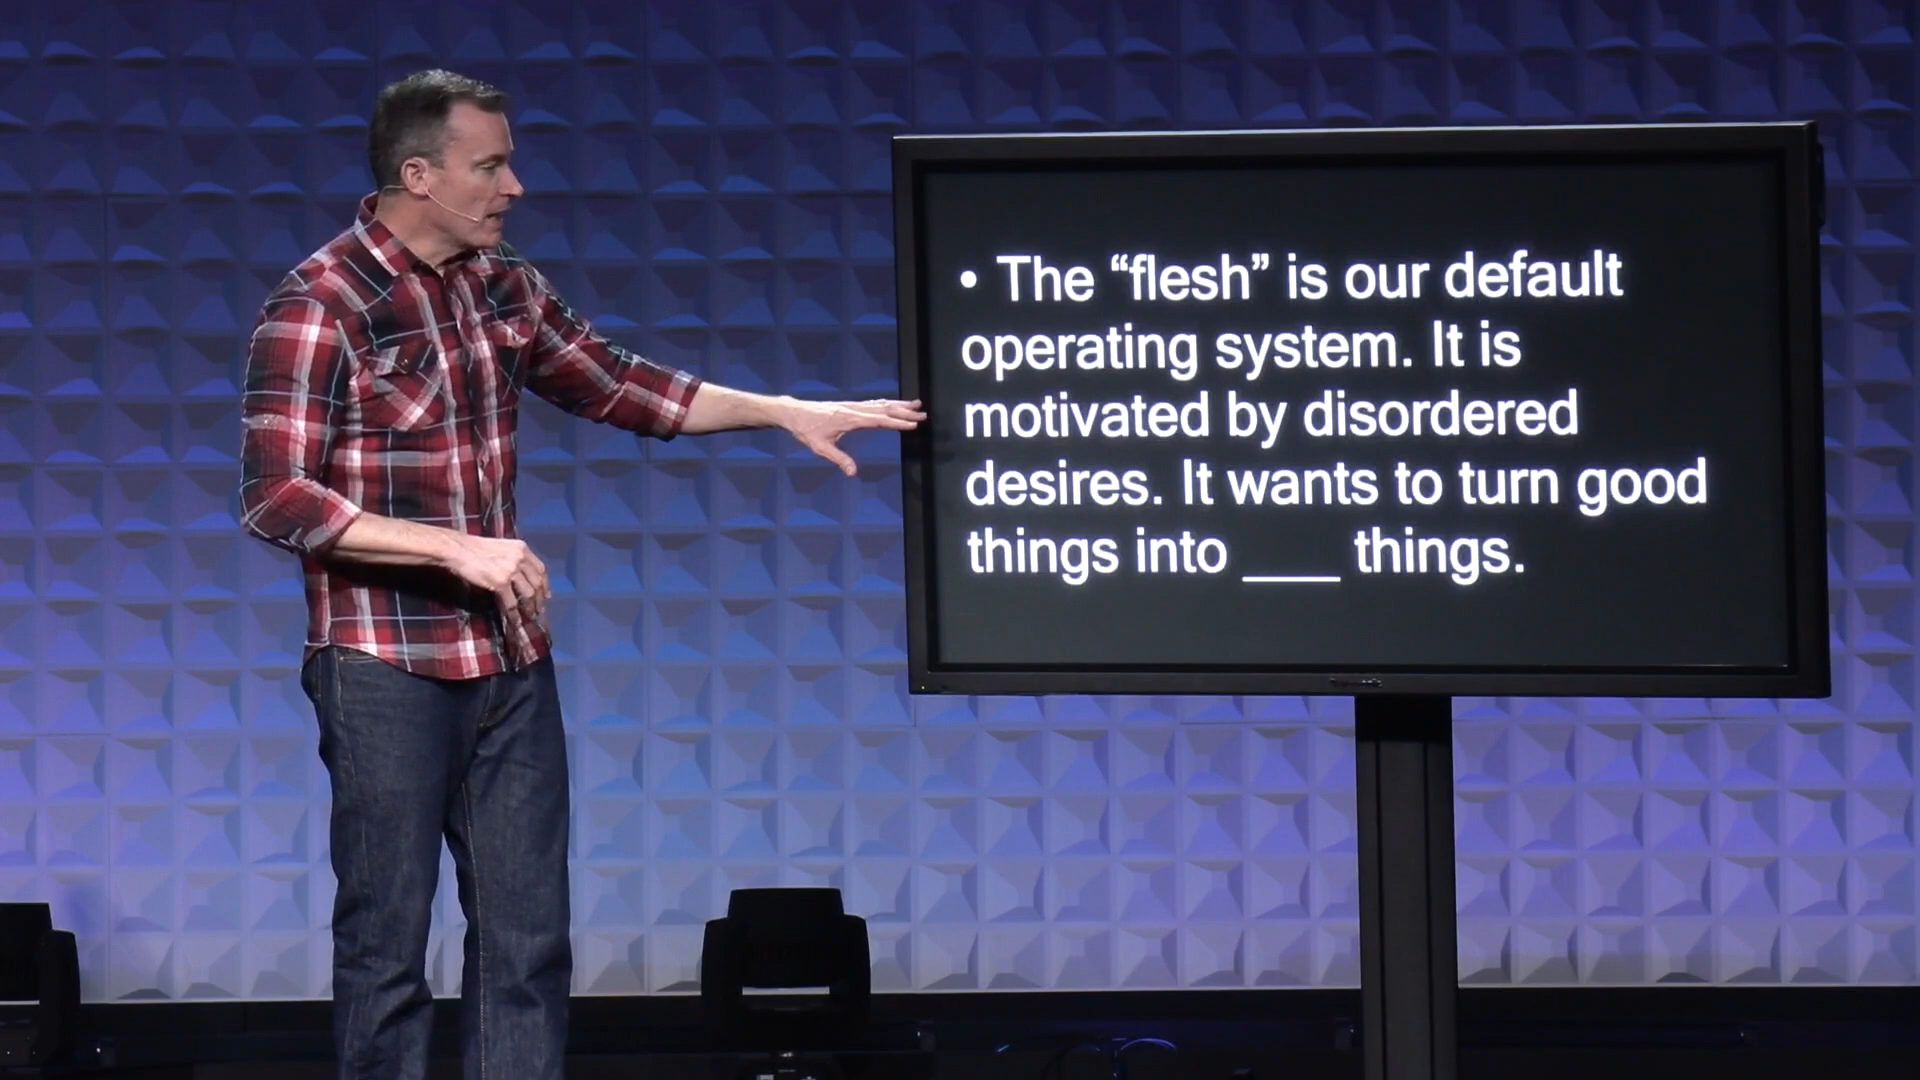 • The “flesh” is our default
operating system. It is
motivated by disordered
desires. It wants to turn good
things into ___ things.